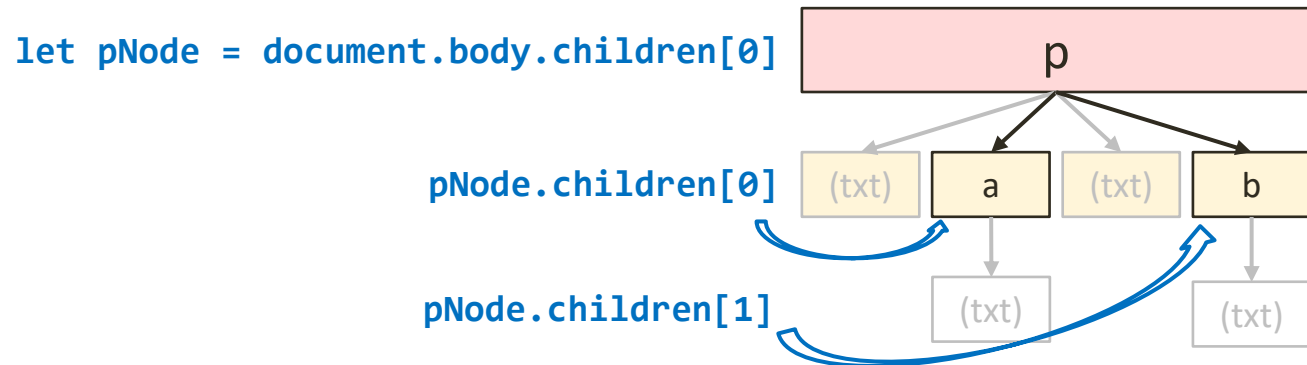 let pNode = document.body.children[0]
p
pNode.children[0]
(txt)
a
(txt)
b
pNode.children[1]
(txt)
(txt)